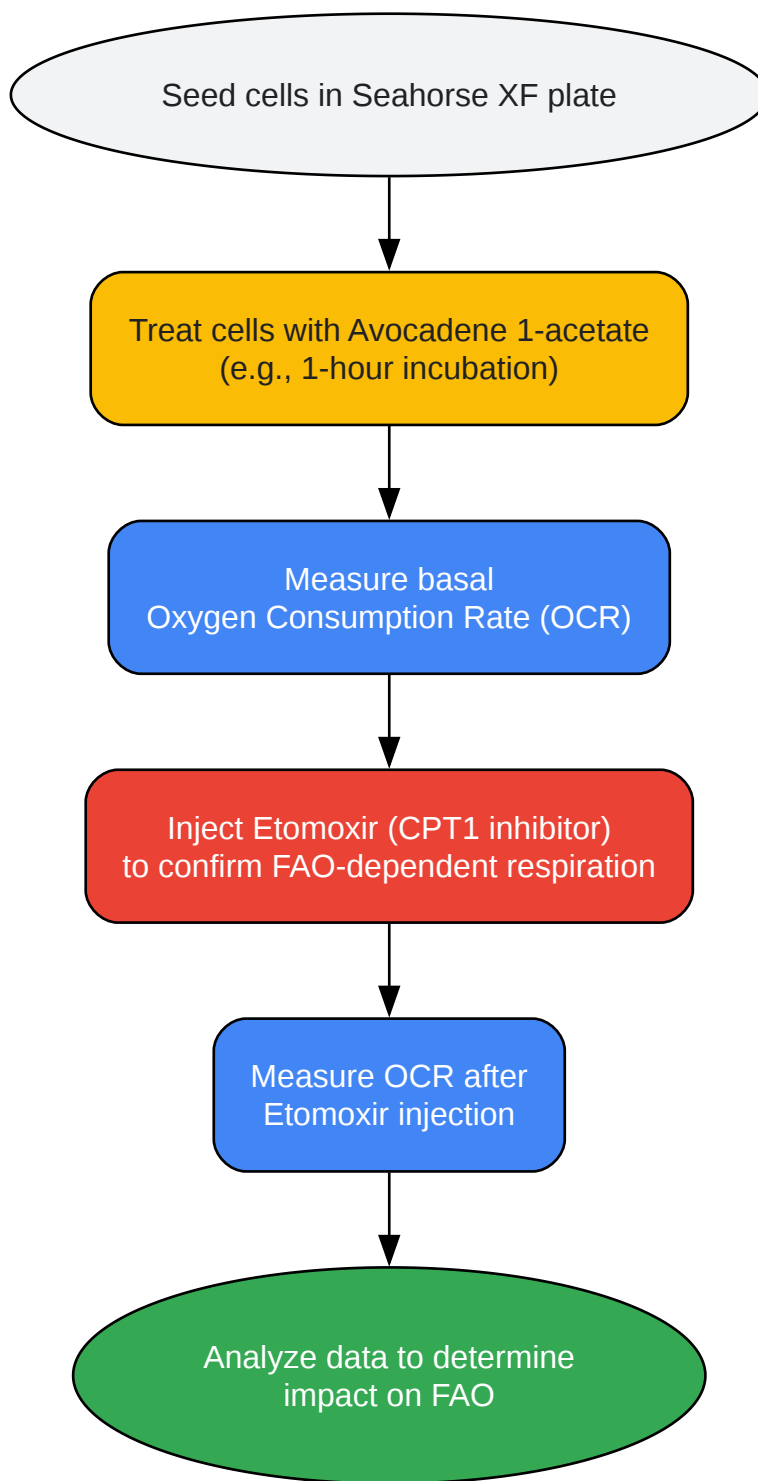 Seed cells in Seahorse XF plate
Treat cells with Avocadene 1-acetate
(e.g., 1-hour incubation)
Measure basal
Oxygen Consumption Rate (OCR)
Inject Etomoxir (CPT1 inhibitor)
to confirm FAO-dependent respiration
Measure OCR after
Etomoxir injection
Analyze data to determine
impact on FAO